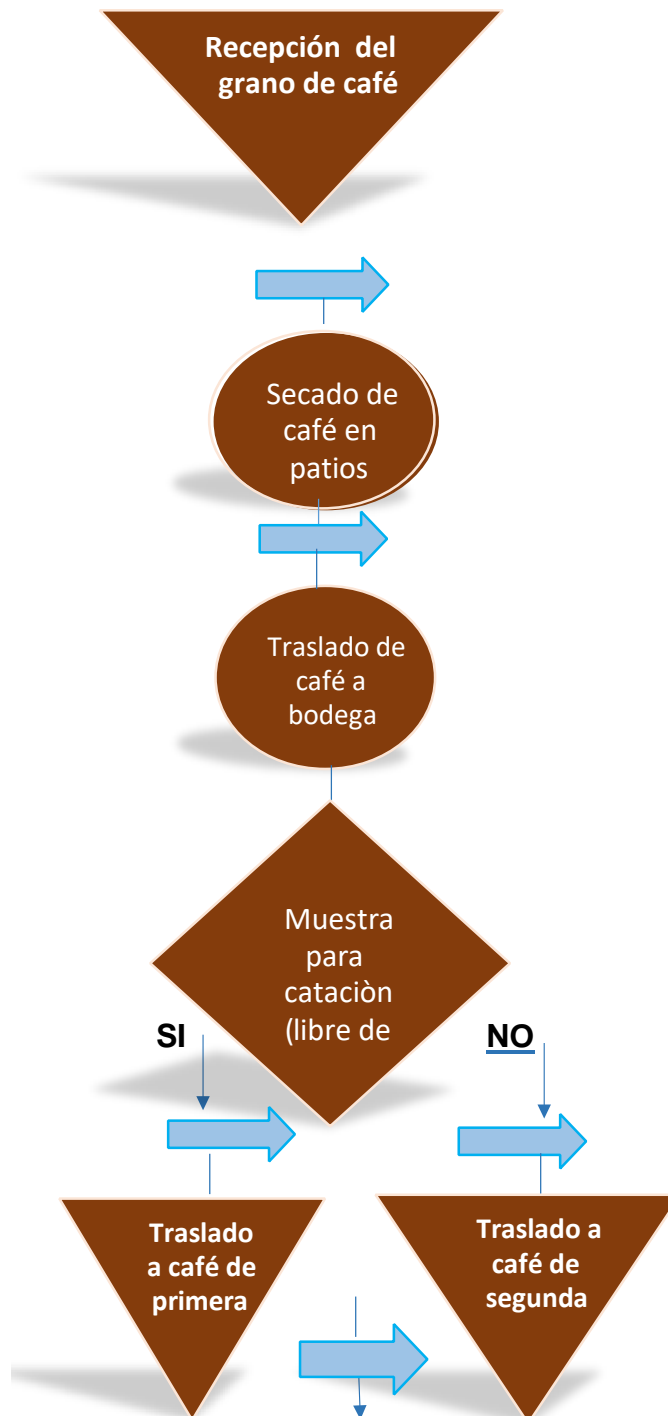 Recepción del
grano de café
Secado de
café en
patios
Traslado de
café a
bodega
Muestra
para
catación
(libre de
SI
NO
Traslado
a café de
primera
Traslado a
café de
segunda